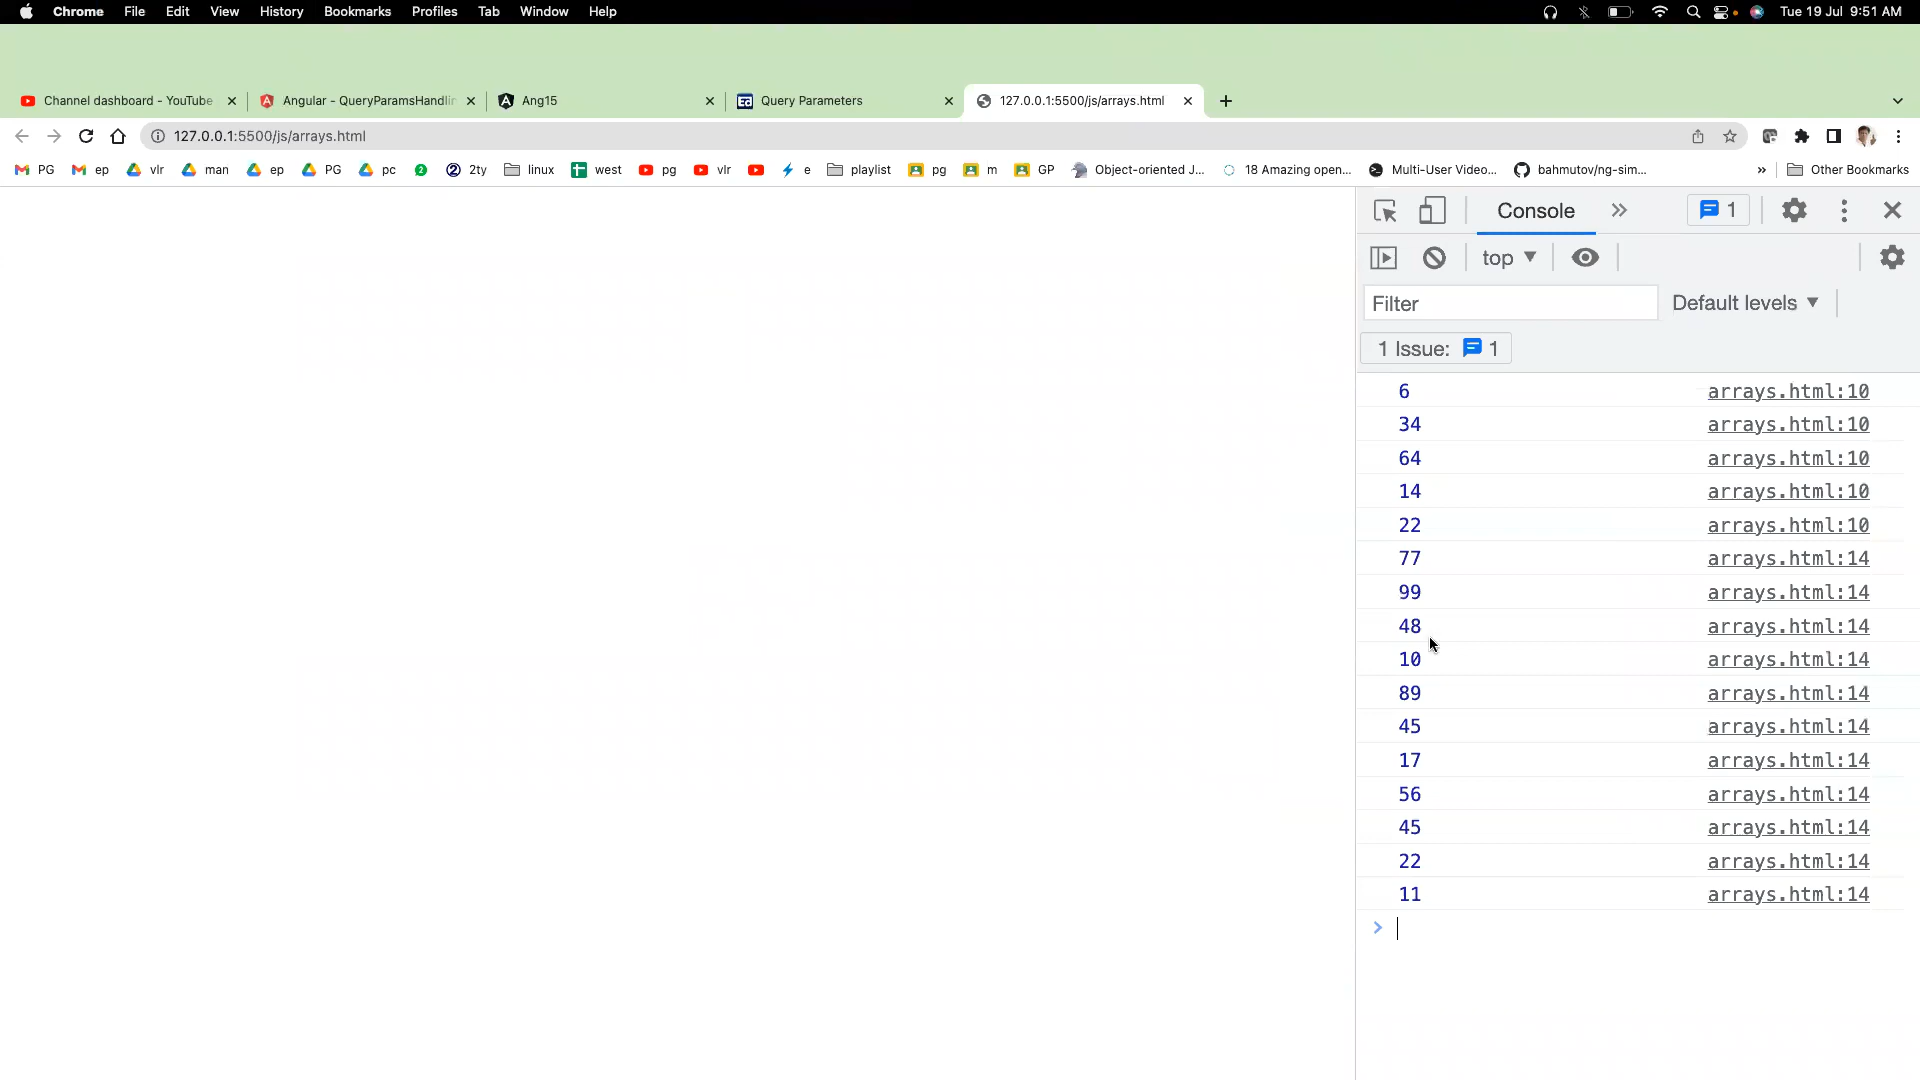 Chrome File Edit View History Bookmarks Profiles Tab Window Help Tue 19 Jul 9:51 AM
Channel dashboard - YouTube Angular - QueryParamsHandlin Ang15 Query Parameters 127.0.0.1:5500/js/arrays.html
127.0.0.1:5500/js/arrays.html
PG ep vlr man ep PG pc 2 2 2ty linux west pg vlr e playlist pg m GP Object-oriented J... 18 Amazing open... Multi-User Video... bahmutov/ng-sim... » Other Bookmarks
Console 1
top
Filter Default levels
1 Issue: 1
6 arrays.html:10
34 arrays.html:10
64 arrays.html:10
14 arrays.html:10
22 arrays.html:10
77 arrays.html:14
99 arrays.html:14
48 arrays.html:14
10 arrays.html:14
89 arrays.html:14
45 arrays.html:14
17 arrays.html:14
56 arrays.html:14
45 arrays.html:14
22 arrays.html:14
11 arrays.html:14